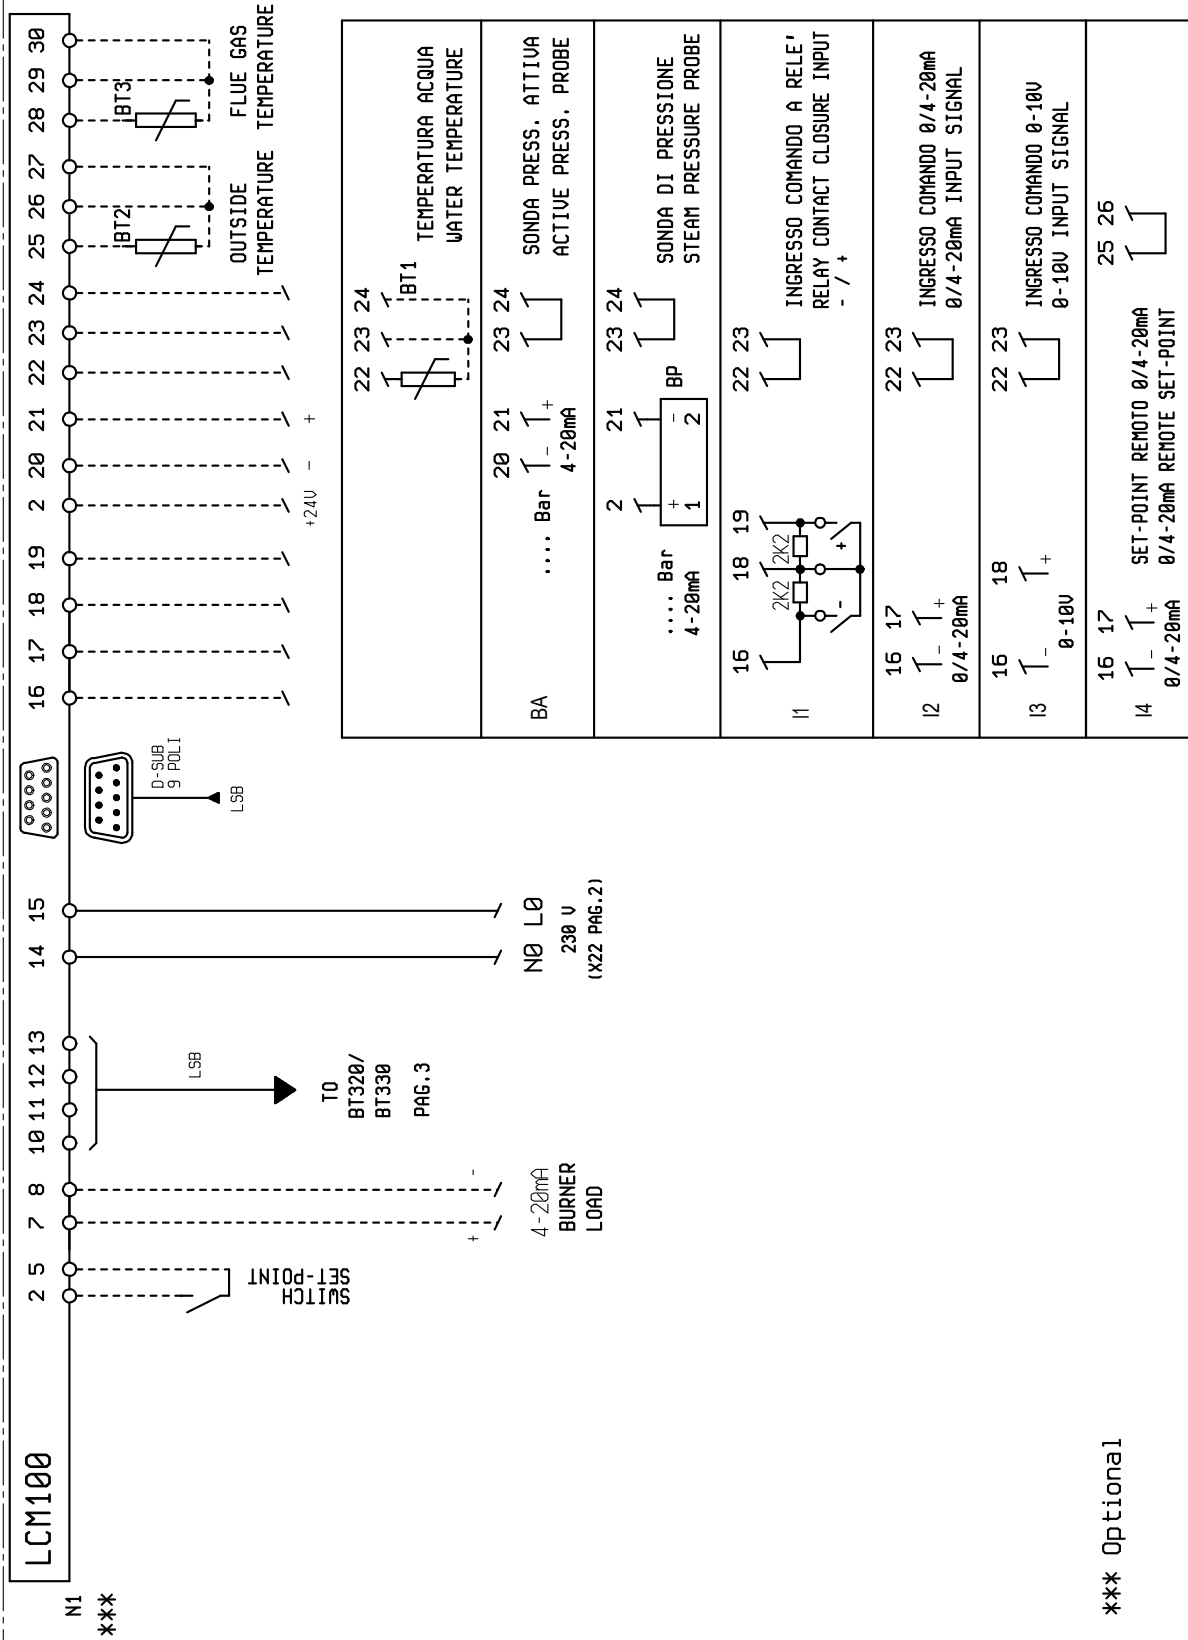 LCM100
N1
***
2 5 7 8 10 11 12 13 14 15 16 17 18 19 2 20 21 22 23 24 25 26 27 28 29 30
SWITCH
SET-POINT
+ -
4-20mA
BURNER
LOAD
LSB
TO
BT320/
BT330
PAG.3
N0 L0
230 V
(X22 PAG.2)
D-SUB
9 POLI
LSB
+24V - +
BT2
OUTSIDE
TEMPERATURE
BT3
FLUE GAS
TEMPERATURE
22 23 24
BT1
TEMPERATURA ACQUA
WATER TEMPERATURE
BA
.... Bar
20 21
- +
4-20mA
23 24
SONDA PRESS. ATTIVA
ACTIVE PRESS. PROBE
.... Bar
4-20mA
2 21
+ -
1 2
BP
23 24
SONDA DI PRESSIONE
STEAM PRESSURE PROBE
I1
16 18 19
2K2 2K2
- +
22 23
INGRESSO COMANDO A RELE'
RELAY CONTACT CLOSURE INPUT
- / +
I2
16 17
- +
0/4-20mA
22 23
INGRESSO COMANDO 0/4-20mA
0/4-20mA INPUT SIGNAL
I3
16 18
- +
0-10V
22 23
INGRESSO COMANDO 0-10V
0-10V INPUT SIGNAL
I4
16 17
- +
0/4-20mA
SET-POINT REMOTO 0/4-20mA
0/4-20mA REMOTE SET-POINT
25 26
*** Optional